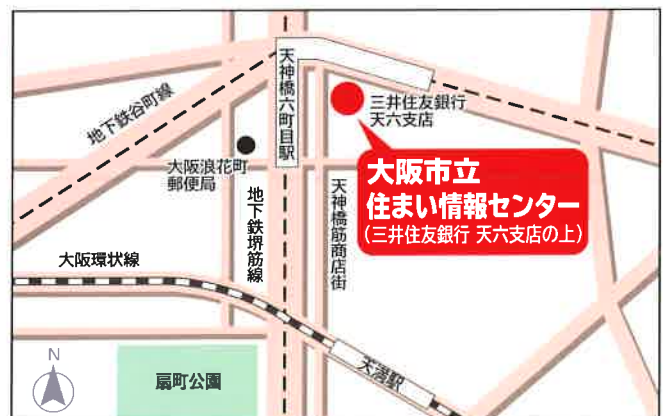 天神橋六町目駅
地下鉄谷町線
三井住友銀行
天六支店
大阪浪花町
郵便局
大阪市立
住まい情報センター
(三井住友銀行 天六支店の上)
地下鉄堺筋線
天神橋筋商店街
大阪環状線
天満駅
N
扇町公園